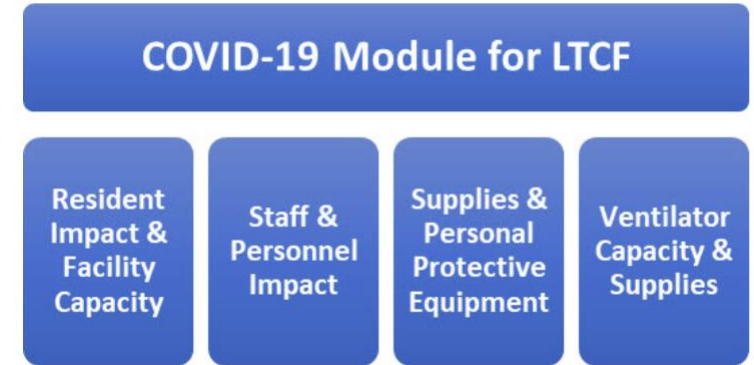 COVID-19 Module for LTCF
Resident
Impact &
Facility
Capacity
Staff &
Personnel
Impact
Supplies &
Personal
Protective
Equipment
Ventilator
Capacity &
Supplies